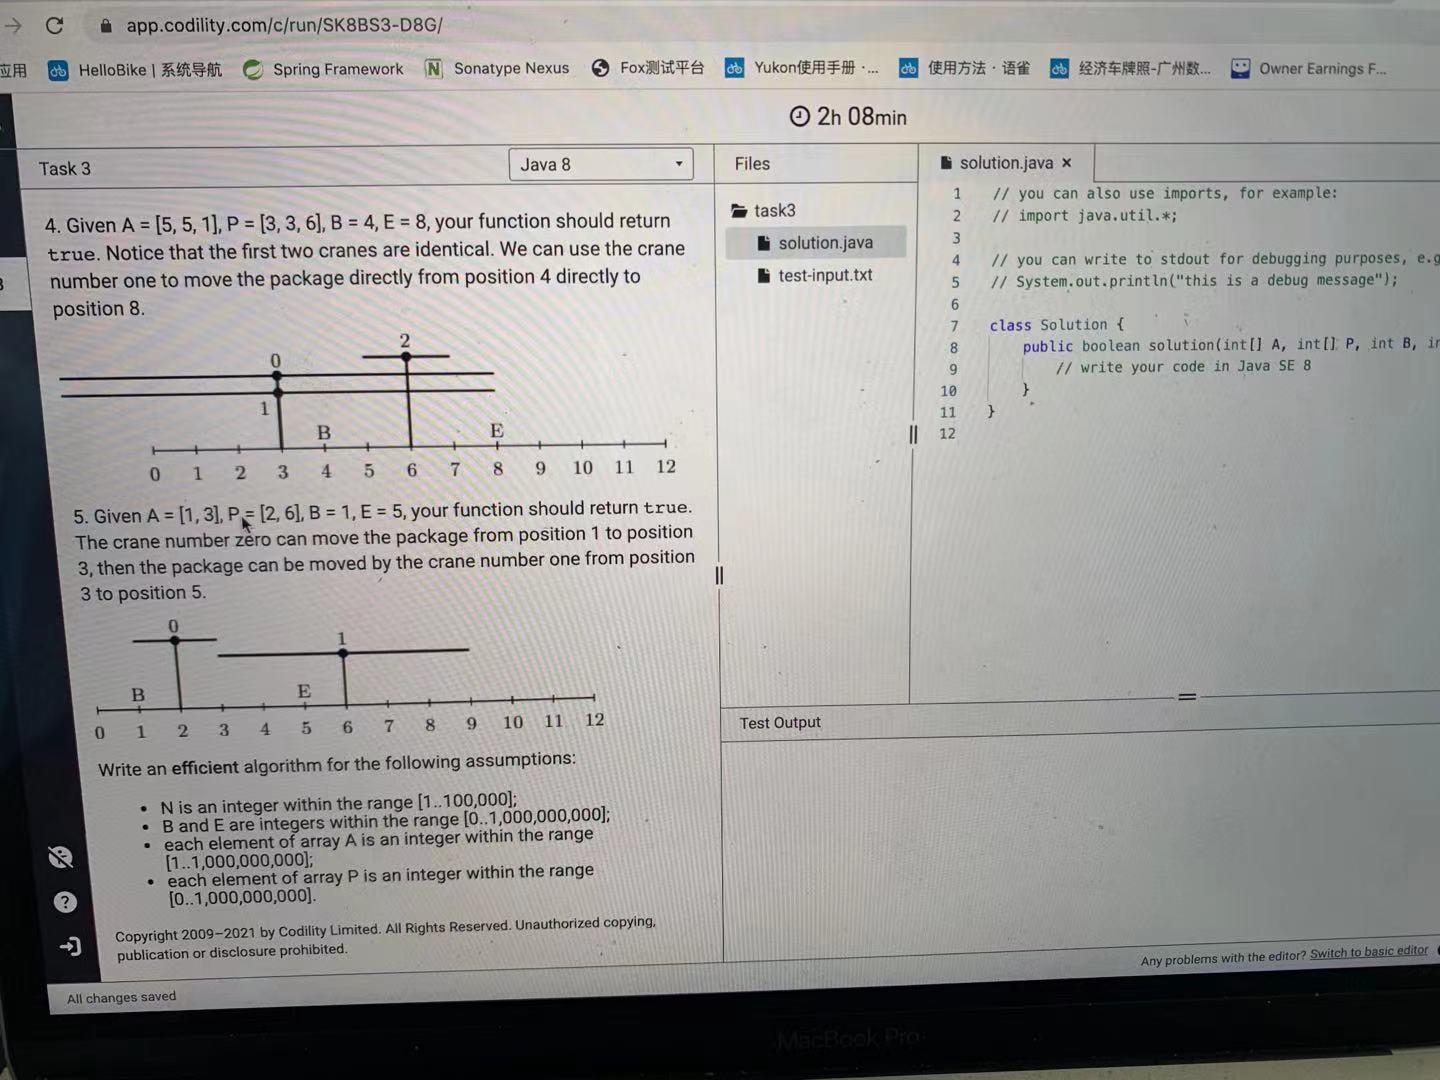 app.codility.com/c/run/SK8BS3-D8G/
应用 HelloBike | 系统导航 Spring Framework Sonatype Nexus Fox测试平台 Yukon使用手册 ·... 使用方法 · 语雀 经济车牌照-广州数... Owner Earnings F...
2h 08min
Task 3
Java 8
4. Given A = [5, 5, 1], P = [3, 3, 6], B = 4, E = 8, your function should return
true. Notice that the first two cranes are identical. We can use the crane
number one to move the package directly from position 4 directly to
position 8.
2
0
1
B E
0 1 2 3 4 5 6 7 8 9 10 11 12
5. Given A = [1, 3], P = [2, 6], B = 1, E = 5, your function should return true.
The crane number zero can move the package from position 1 to position
3, then the package can be moved by the crane number one from position
3 to position 5.
0
1
B E
0 1 2 3 4 5 6 7 8 9 10 11 12
Write an efficient algorithm for the following assumptions:
• N is an integer within the range [1..100,000];
• B and E are integers within the range [0..1,000,000,000];
• each element of array A is an integer within the range
[1..1,000,000,000];
• each element of array P is an integer within the range
[0..1,000,000,000].
Copyright 2009–2021 by Codility Limited. All Rights Reserved. Unauthorized copying,
publication or disclosure prohibited.
All changes saved
Files
task3
solution.java
test-input.txt
solution.java ×
1 // you can also use imports, for example:
2 // import java.util.*;
3
4 // you can write to stdout for debugging purposes, e.g
5 // System.out.println("this is a debug message");
6
7 class Solution {
8 public boolean solution(int[] A, int[] P, int B, in
9 // write your code in Java SE 8
10 }
11 }
12
Test Output
Any problems with the editor? Switch to basic editor
MacBook Pro